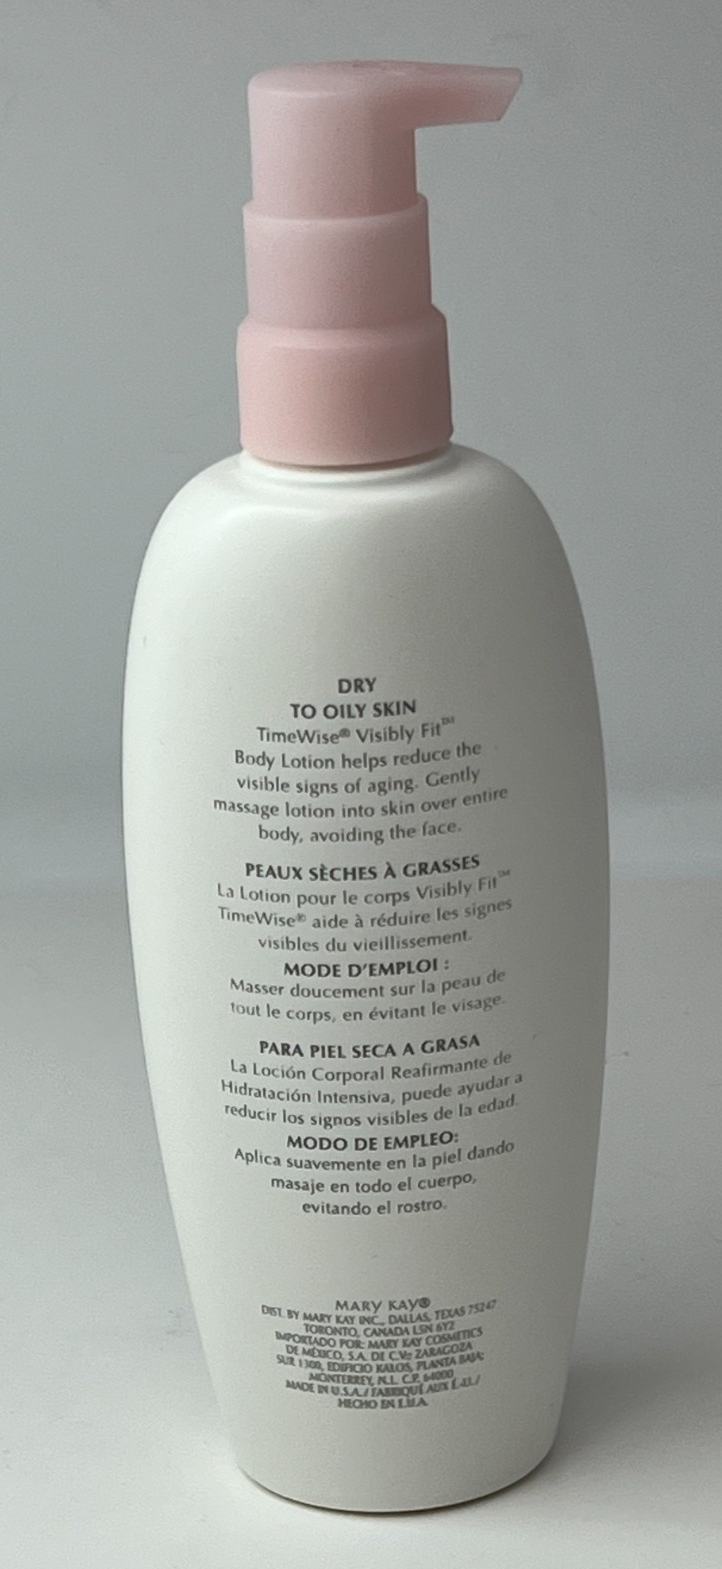 DRY
TO OILY SKIN
TimeWise® Visibly Fit™
Body Lotion helps reduce the
visible signs of aging. Gently
massage lotion into skin over entire
body, avoiding the face.
PEAUX SÈCHES À GRASSES
La Lotion pour le corps Visibly Fit™
TimeWise® aide à réduire les signes
visibles du vieillissement.
MODE D'EMPLOI :
Masser doucement sur la peau de
tout le corps, en évitant le visage.
PARA PIEL SECA A GRASA
La Loción Corporal Reafirmante de
Hidratación Intensiva, puede ayudar a
reducir los signos visibles de la edad.
MODO DE EMPLEO:
Aplica suavemente en la piel dando
masaje en todo el cuerpo,
evitando el rostro.
MARY KAY®
DIST. BY MARY KAY INC., DALLAS, TEXAS 75247
TORONTO, CANADA L5N 6Y2
IMPORTADO POR: MARY KAY COSMETICS
DE MÉXICO, S.A. DE C.V.: ZARAGOZA
SUR 1300, EDIFICIO KALOS, PLANTA BAJA;
MONTERREY, N.L. C.P. 64000
MADE IN U.S.A./ FABRIQUÉ AUX É.-U./
HECHO EN E.U.A.